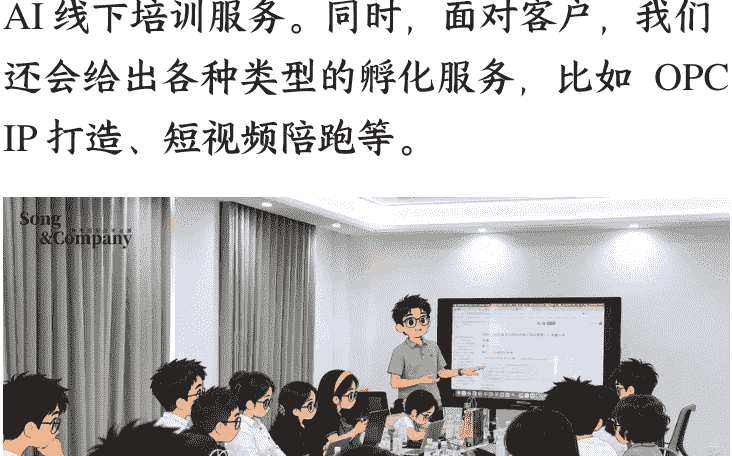 AI 线下培训服务。同时，面对客户，我们
还会给出各种类型的孵化服务，比如 OPC
IP 打造、短视频陪跑等。
Song
&Company